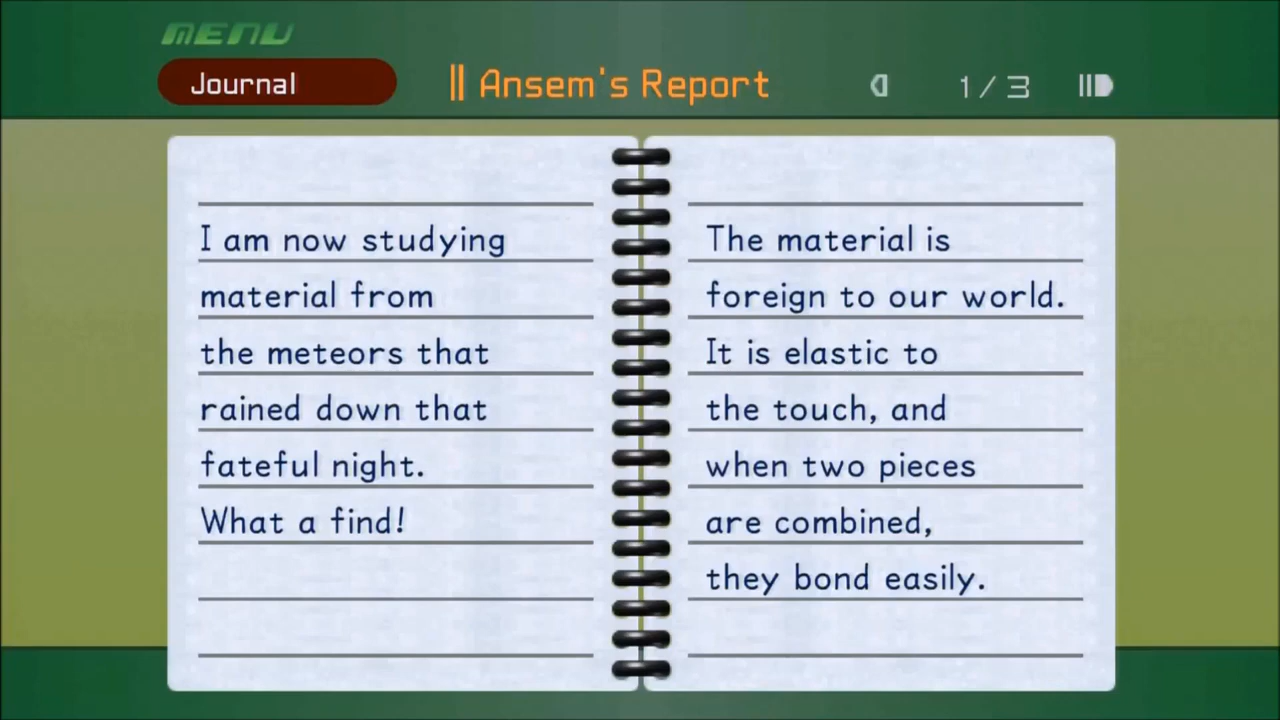 MENU
Journal
Ansem's Report
1/3
I am now studying
material from
the meteors that
rained down that
fateful night.
What a find!
The material is
foreign to our world.
It is elastic to
the touch, and
when two pieces
are combined,
they bond easily.